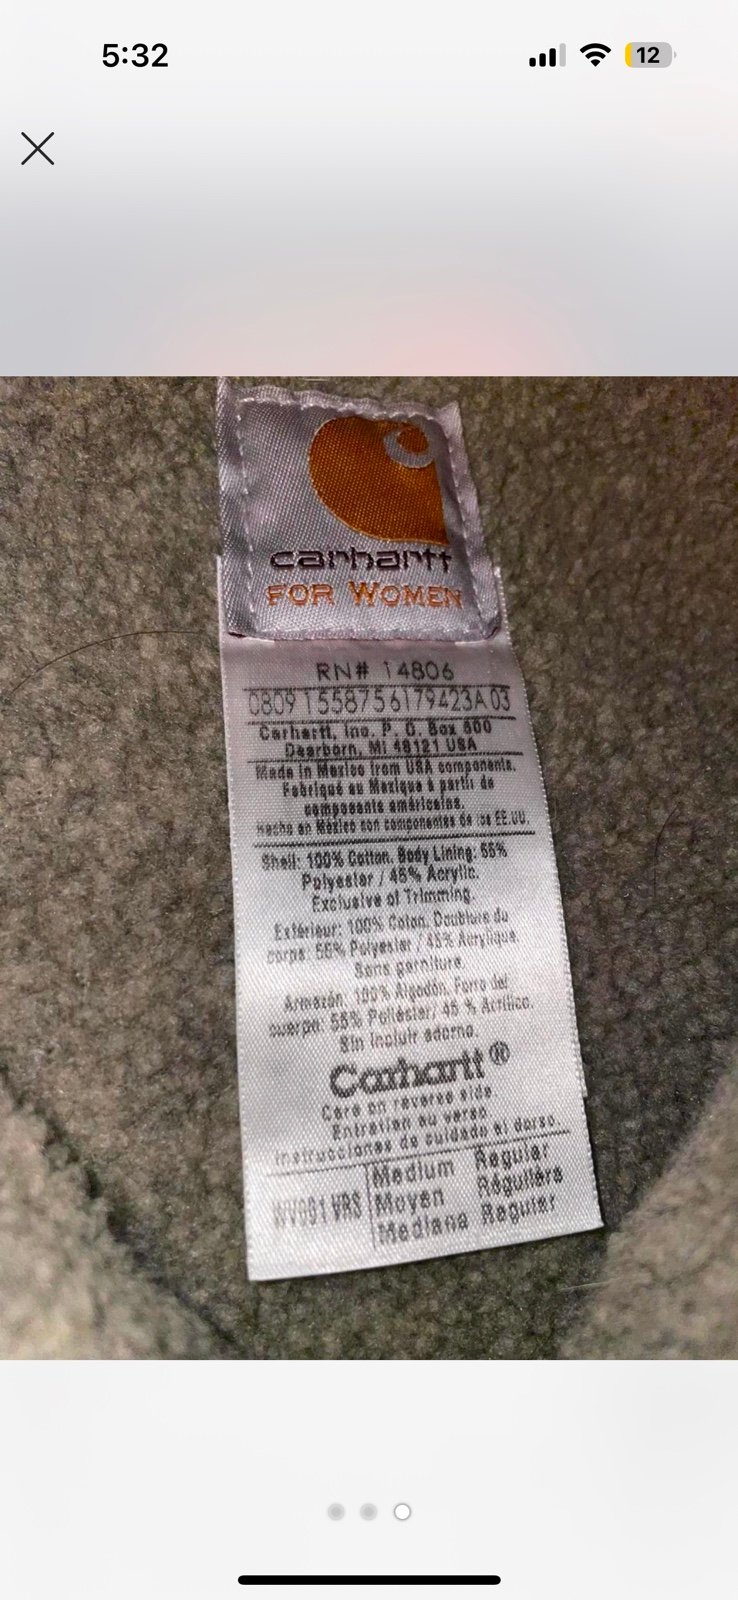 5:32
12
carhartt
FOR WOMEN
RN# 14806
0809 1558756179423A 03
Carhartt, Inc. P. O. Box 600
Dearborn, MI 48121 USA
Made in Mexico from USA components.
Fabriqué au Mexique à partir de
composants américains.
Hecho en México con componentes de los EE.UU.
Shell: 100% Cotton. Body Lining: 55%
Polyester / 45% Acrylic.
Exclusive of Trimming.
Extérieur: 100% Coton. Doublure du
corps: 55% Polyester / 45% Acrylique.
Sans garniture.
Armazón: 100% Algodón. Forro del
cuerpo: 55% Poliéster/ 45 % Acrílico.
Sin incluir adorno.
Carhartt®
Care on reverse side
Entretien au verso
Instrucciones de cuidado al dorso.
WV001 VRS
Medium Regular
Moyen Régulière
Mediana Regular